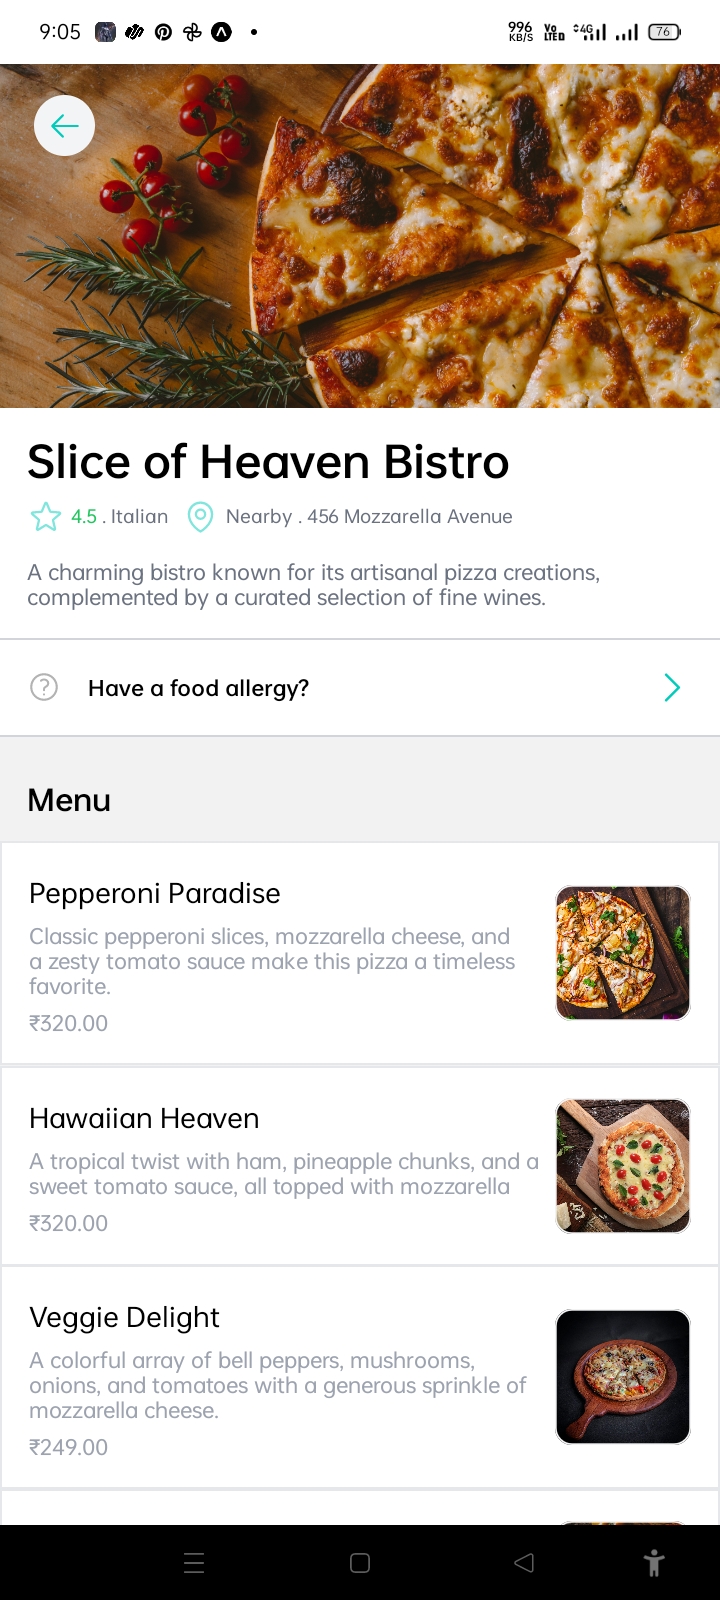 9:05
996
KB/S
Vo
LTED
4G
76
Slice of Heaven Bistro
4.5 . Italian Nearby . 456 Mozzarella Avenue
A charming bistro known for its artisanal pizza creations,
complemented by a curated selection of fine wines.
? Have a food allergy?
Menu
Pepperoni Paradise
Classic pepperoni slices, mozzarella cheese, and
a zesty tomato sauce make this pizza a timeless
favorite.
₹320.00
Hawaiian Heaven
A tropical twist with ham, pineapple chunks, and a
sweet tomato sauce, all topped with mozzarella
₹320.00
Veggie Delight
A colorful array of bell peppers, mushrooms,
onions, and tomatoes with a generous sprinkle of
mozzarella cheese.
₹249.00